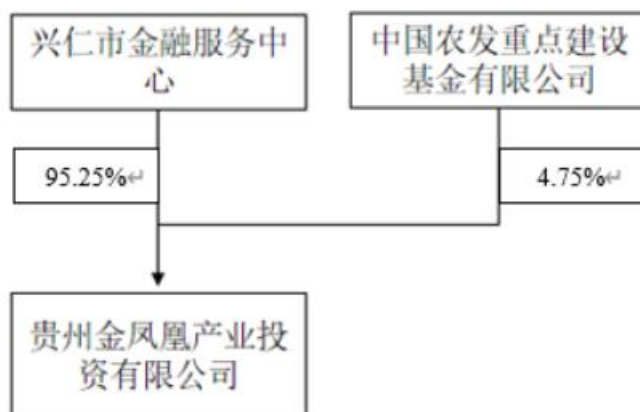 兴仁市金融服务中
心
中国农发重点建设
基金有限公司
95.25%↵
4.75%↵
贵州金凤凰产业投
资有限公司